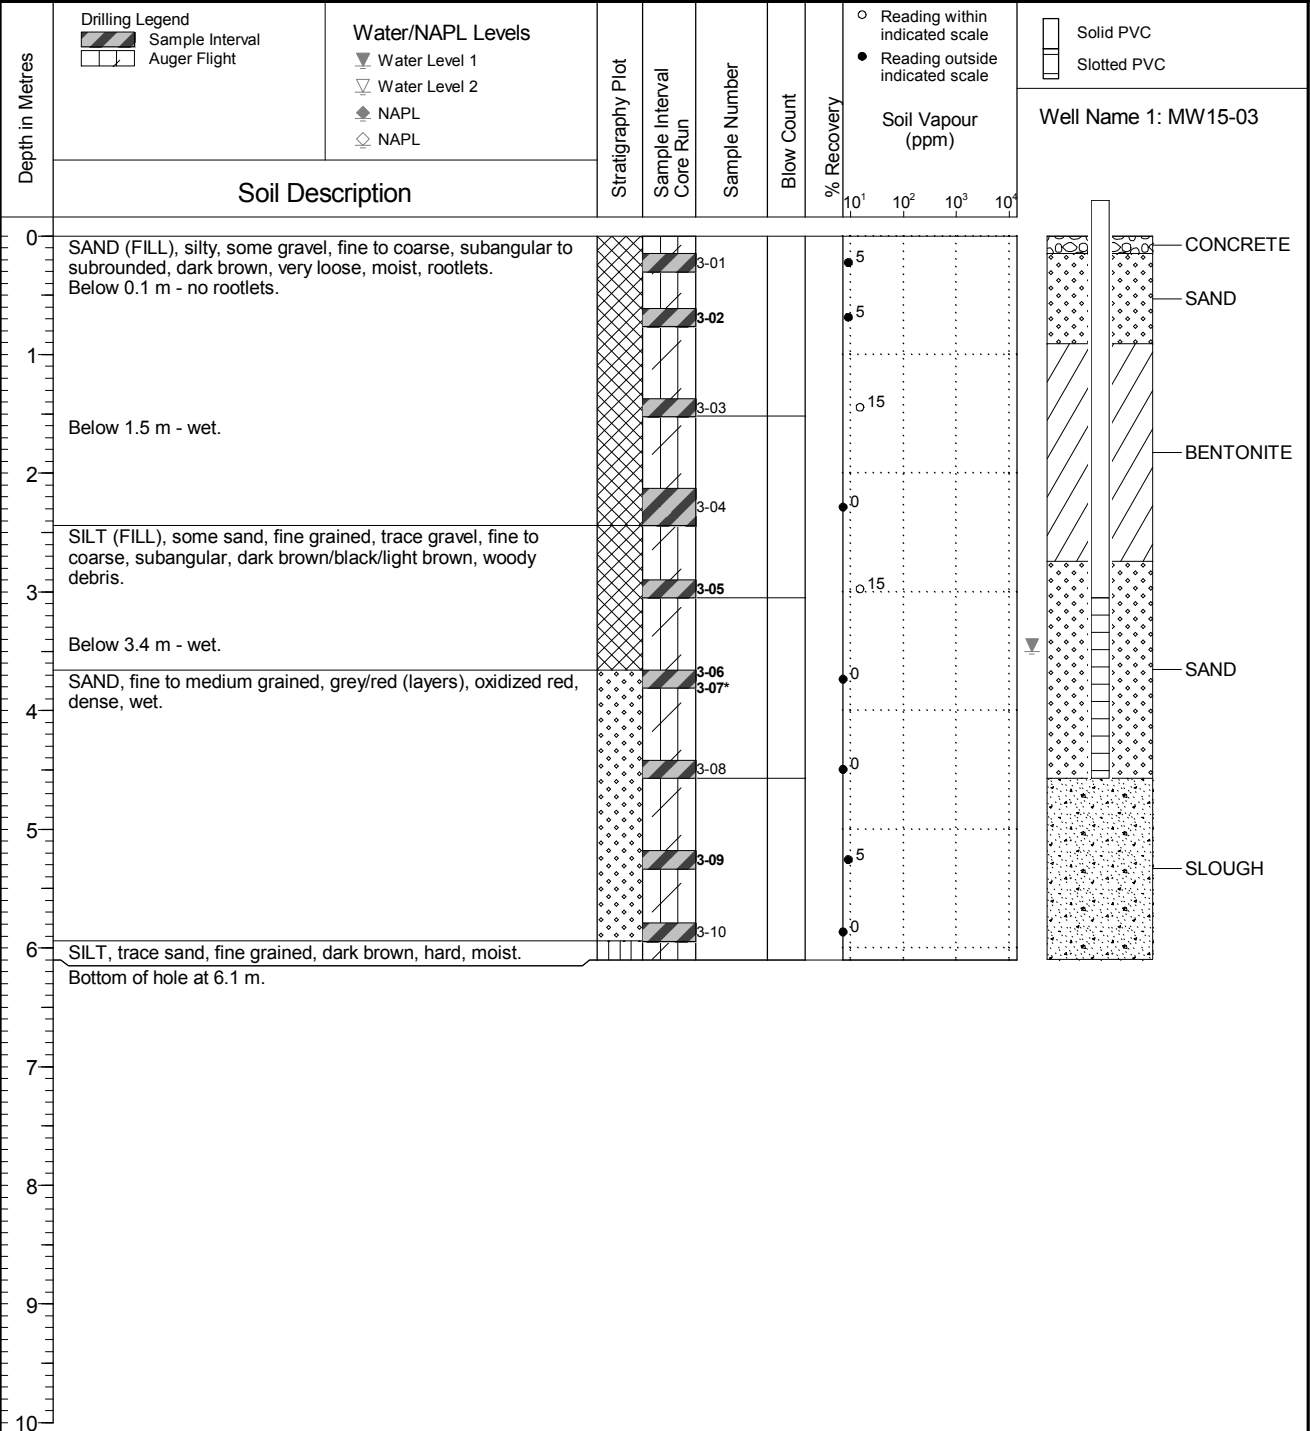 Drilling Legend
Sample Interval
Auger Flight
Water/NAPL Levels
Water Level 1
Water Level 2
NAPL
NAPL
Depth in Metres
Soil Description
Stratigraphy Plot
Sample Interval
Core Run
Sample Number
Blow Count
% Recovery
Reading within
indicated scale
Reading outside
indicated scale
Soil Vapour
(ppm)
10¹ 10² 10³ 10⁴
Solid PVC
Slotted PVC
Well Name 1: MW15-03
0
SAND (FILL), silty, some gravel, fine to coarse, subangular to
subrounded, dark brown, very loose, moist, rootlets.
Below 0.1 m - no rootlets.
3-01
5
CONCRETE
SAND
3-02
5
1
3-03
15
Below 1.5 m - wet.
BENTONITE
2
3-04
0
SILT (FILL), some sand, fine grained, trace gravel, fine to
coarse, subangular, dark brown/black/light brown, woody
debris.
3-05
15
3
Below 3.4 m - wet.
3-06
3-07*
0
SAND
SAND, fine to medium grained, grey/red (layers), oxidized red,
dense, wet.
4
3-08
0
5
3-09
5
SLOUGH
3-10
0
6
SILT, trace sand, fine grained, dark brown, hard, moist.
Bottom of hole at 6.1 m.
7
8
9
10